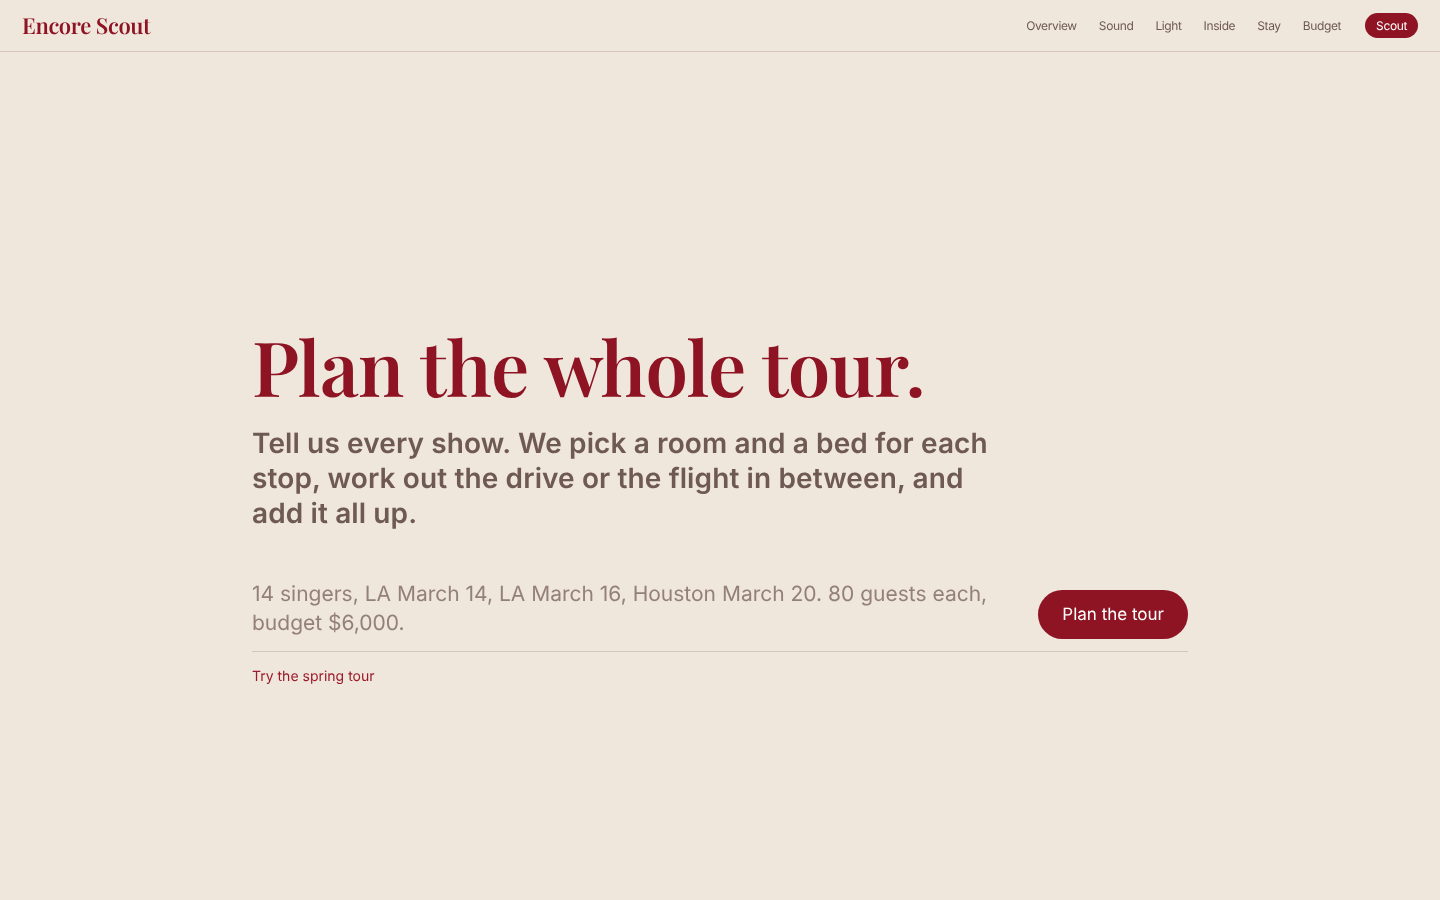 Encore Scout
Overview Sound Light Inside Stay Budget Scout
Plan the whole tour.
Tell us every show. We pick a room and a bed for each
stop, work out the drive or the flight in between, and
add it all up.
14 singers, LA March 14, LA March 16, Houston March 20. 80 guests each,
budget $6,000.
Plan the tour
Try the spring tour